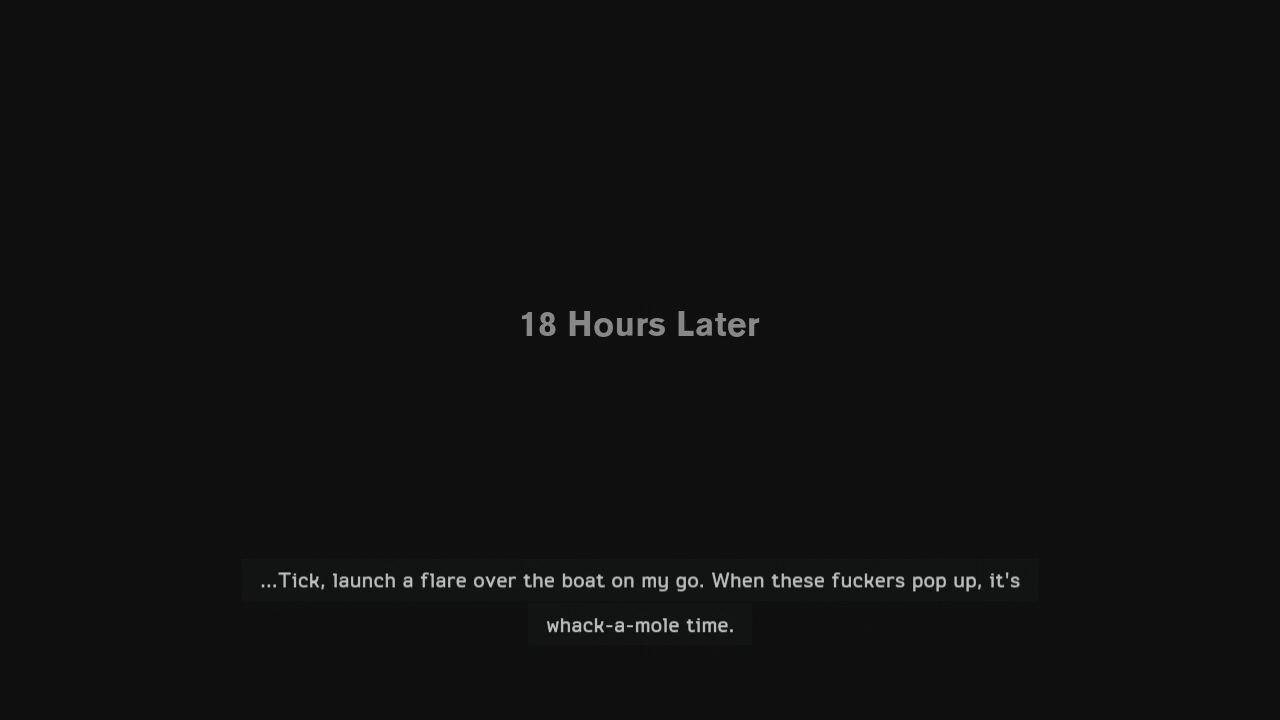 18 Hours Later
...Tick, launch a flare over the boat on my go. When these fuckers pop up, it's
whack-a-mole time.